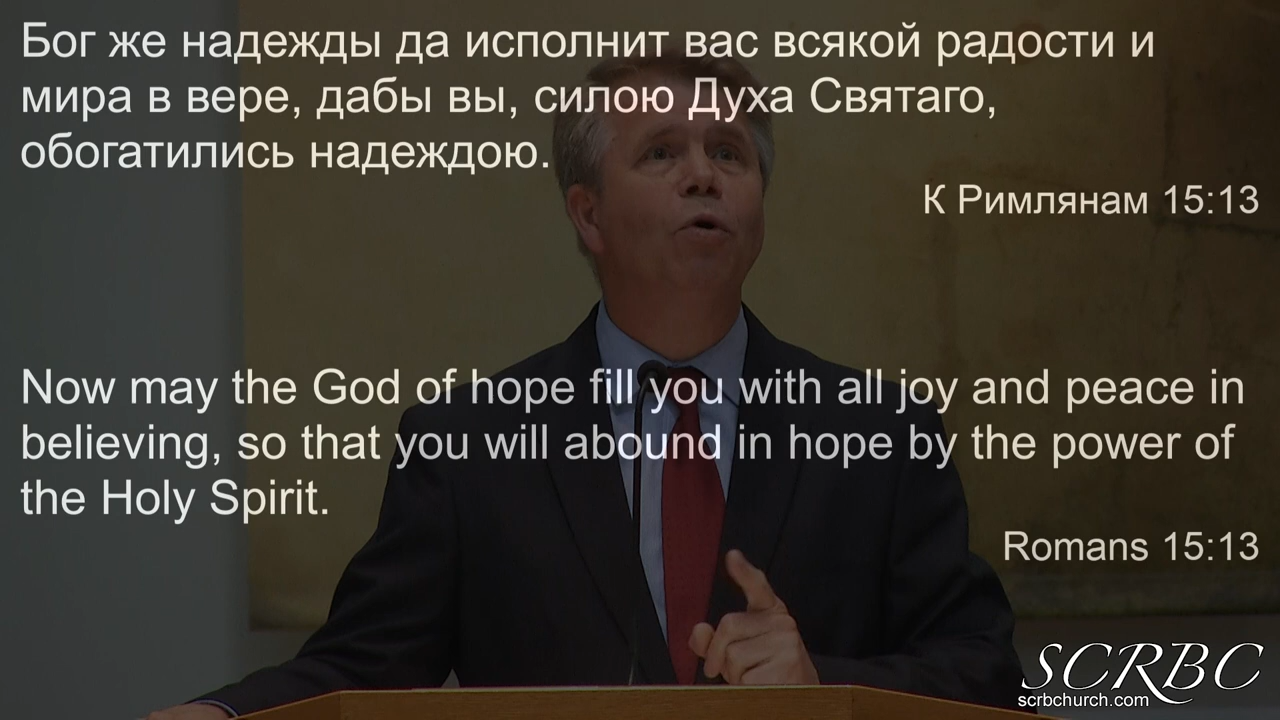 Бог же надежды да исполнит вас всякой радости и
мира в вере, дабы вы, силою Духа Святаго,
обогатились надеждою.
К Римлянам 15:13
Now may the God of hope fill you with all joy and peace in
believing, so that you will abound in hope by the power of
the Holy Spirit.
Romans 15:13
SCRBC
scrbchurch.com